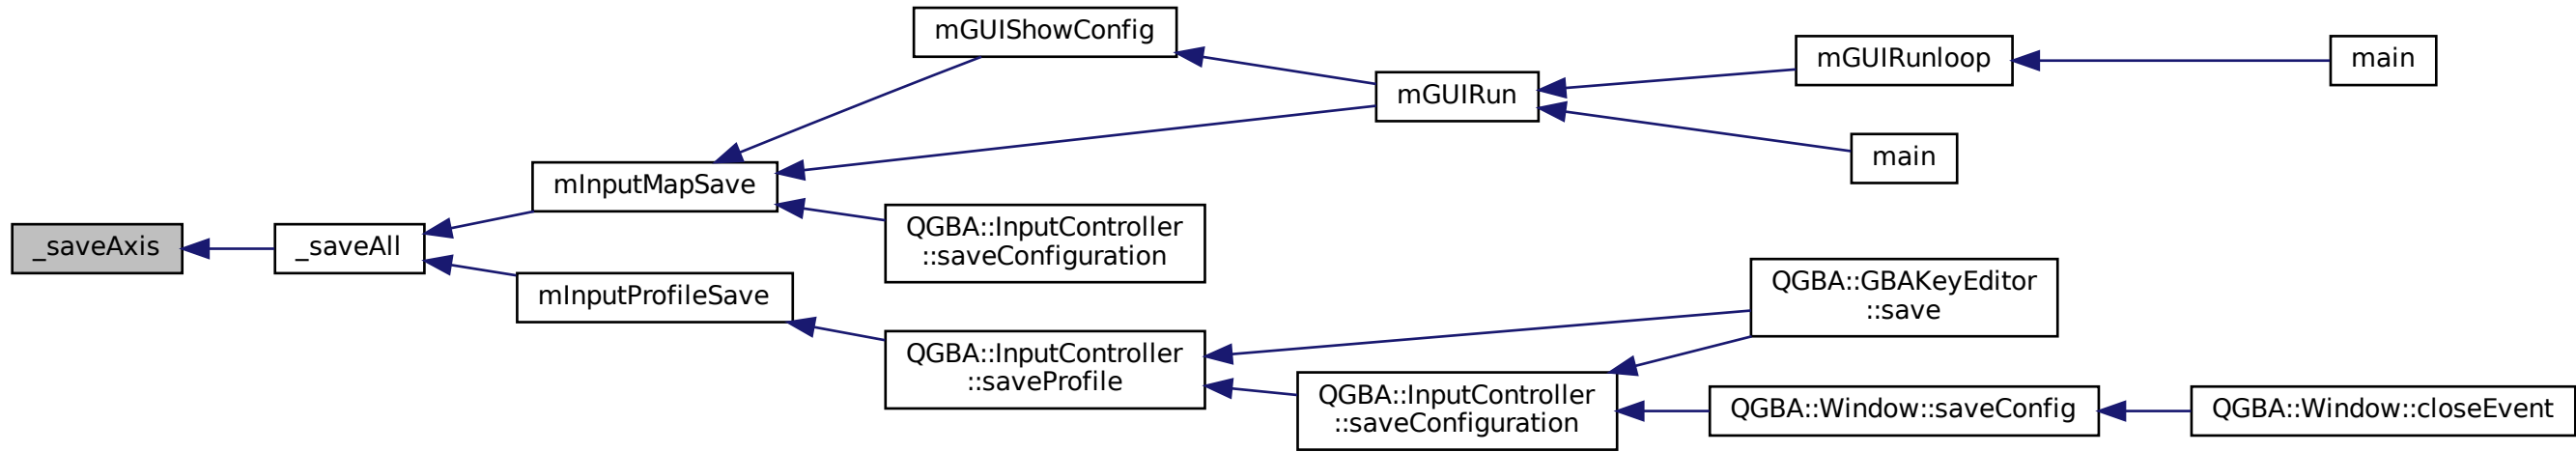 mGUIShowConfig
mGUIRunloop
main
mGUIRun
main
mInputMapSave
QGBA::InputController
::saveConfiguration
_saveAxis
_saveAll
mInputProfileSave
QGBA::GBAKeyEditor
::save
QGBA::InputController
::saveProfile
QGBA::InputController
::saveConfiguration
QGBA::Window::saveConfig
QGBA::Window::closeEvent